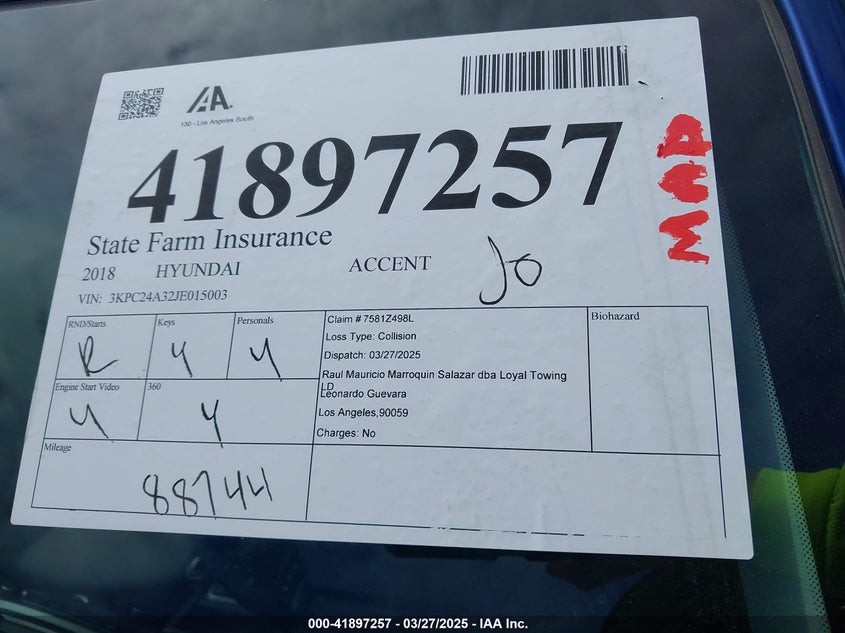 IAA.
130 - Los Angeles South
41897257
MAD
State Farm Insurance
2018 HYUNDAI ACCENT
Jo
VIN: 3KPC24A32JE015003
RND/Starts Keys Personals
R Y Y
Engine Start Video 360
Y Y
Mileage
88744
Claim # 7581Z498L
Loss Type: Collision
Dispatch: 03/27/2025
Raul Mauricio Marroquin Salazar dba Loyal Towing
LD
Leonardo Guevara
Los Angeles,90059
Charges: No
Biohazard
000-41897257 - 03/27/2025 - IAA Inc.